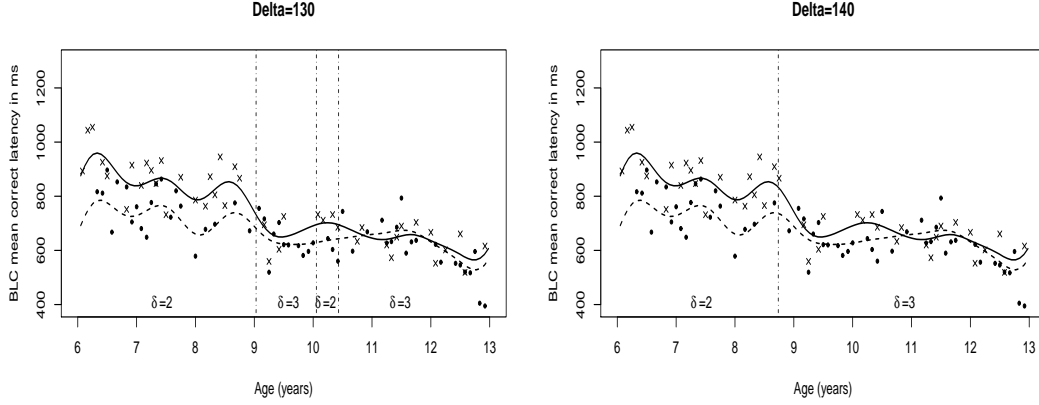 Delta=130
BLC mean correct latency in ms
1200
1000
800
600
400
δ=2
δ=3
δ=2
δ=3
6 7 8 9 10 11 12 13
Age (years)
Delta=140
BLC mean correct latency in ms
1200
1000
800
600
400
δ=2
δ=3
6 7 8 9 10 11 12 13
Age (years)